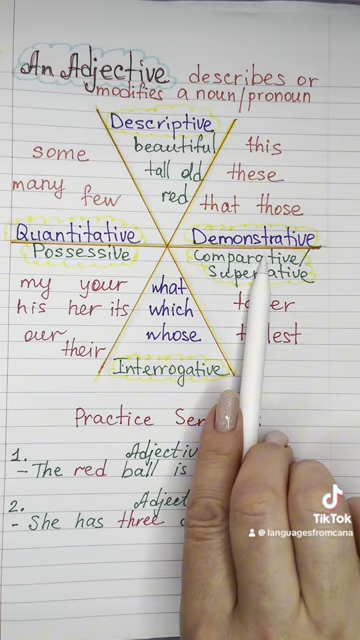 An Adjective describes or
modifies a noun/pronoun
Descriptive
beautiful
tall old
red
some
many few
Quantitative
this
these
that those
Demonstrative
Possessive
my your
his her its
our
their
what
which
whose
Interrogative
Comparative/
Superlative
Practice
1. Adjectiv
- The red ball is
2. Adject
- She has three
TikTok
@languagesfromcana